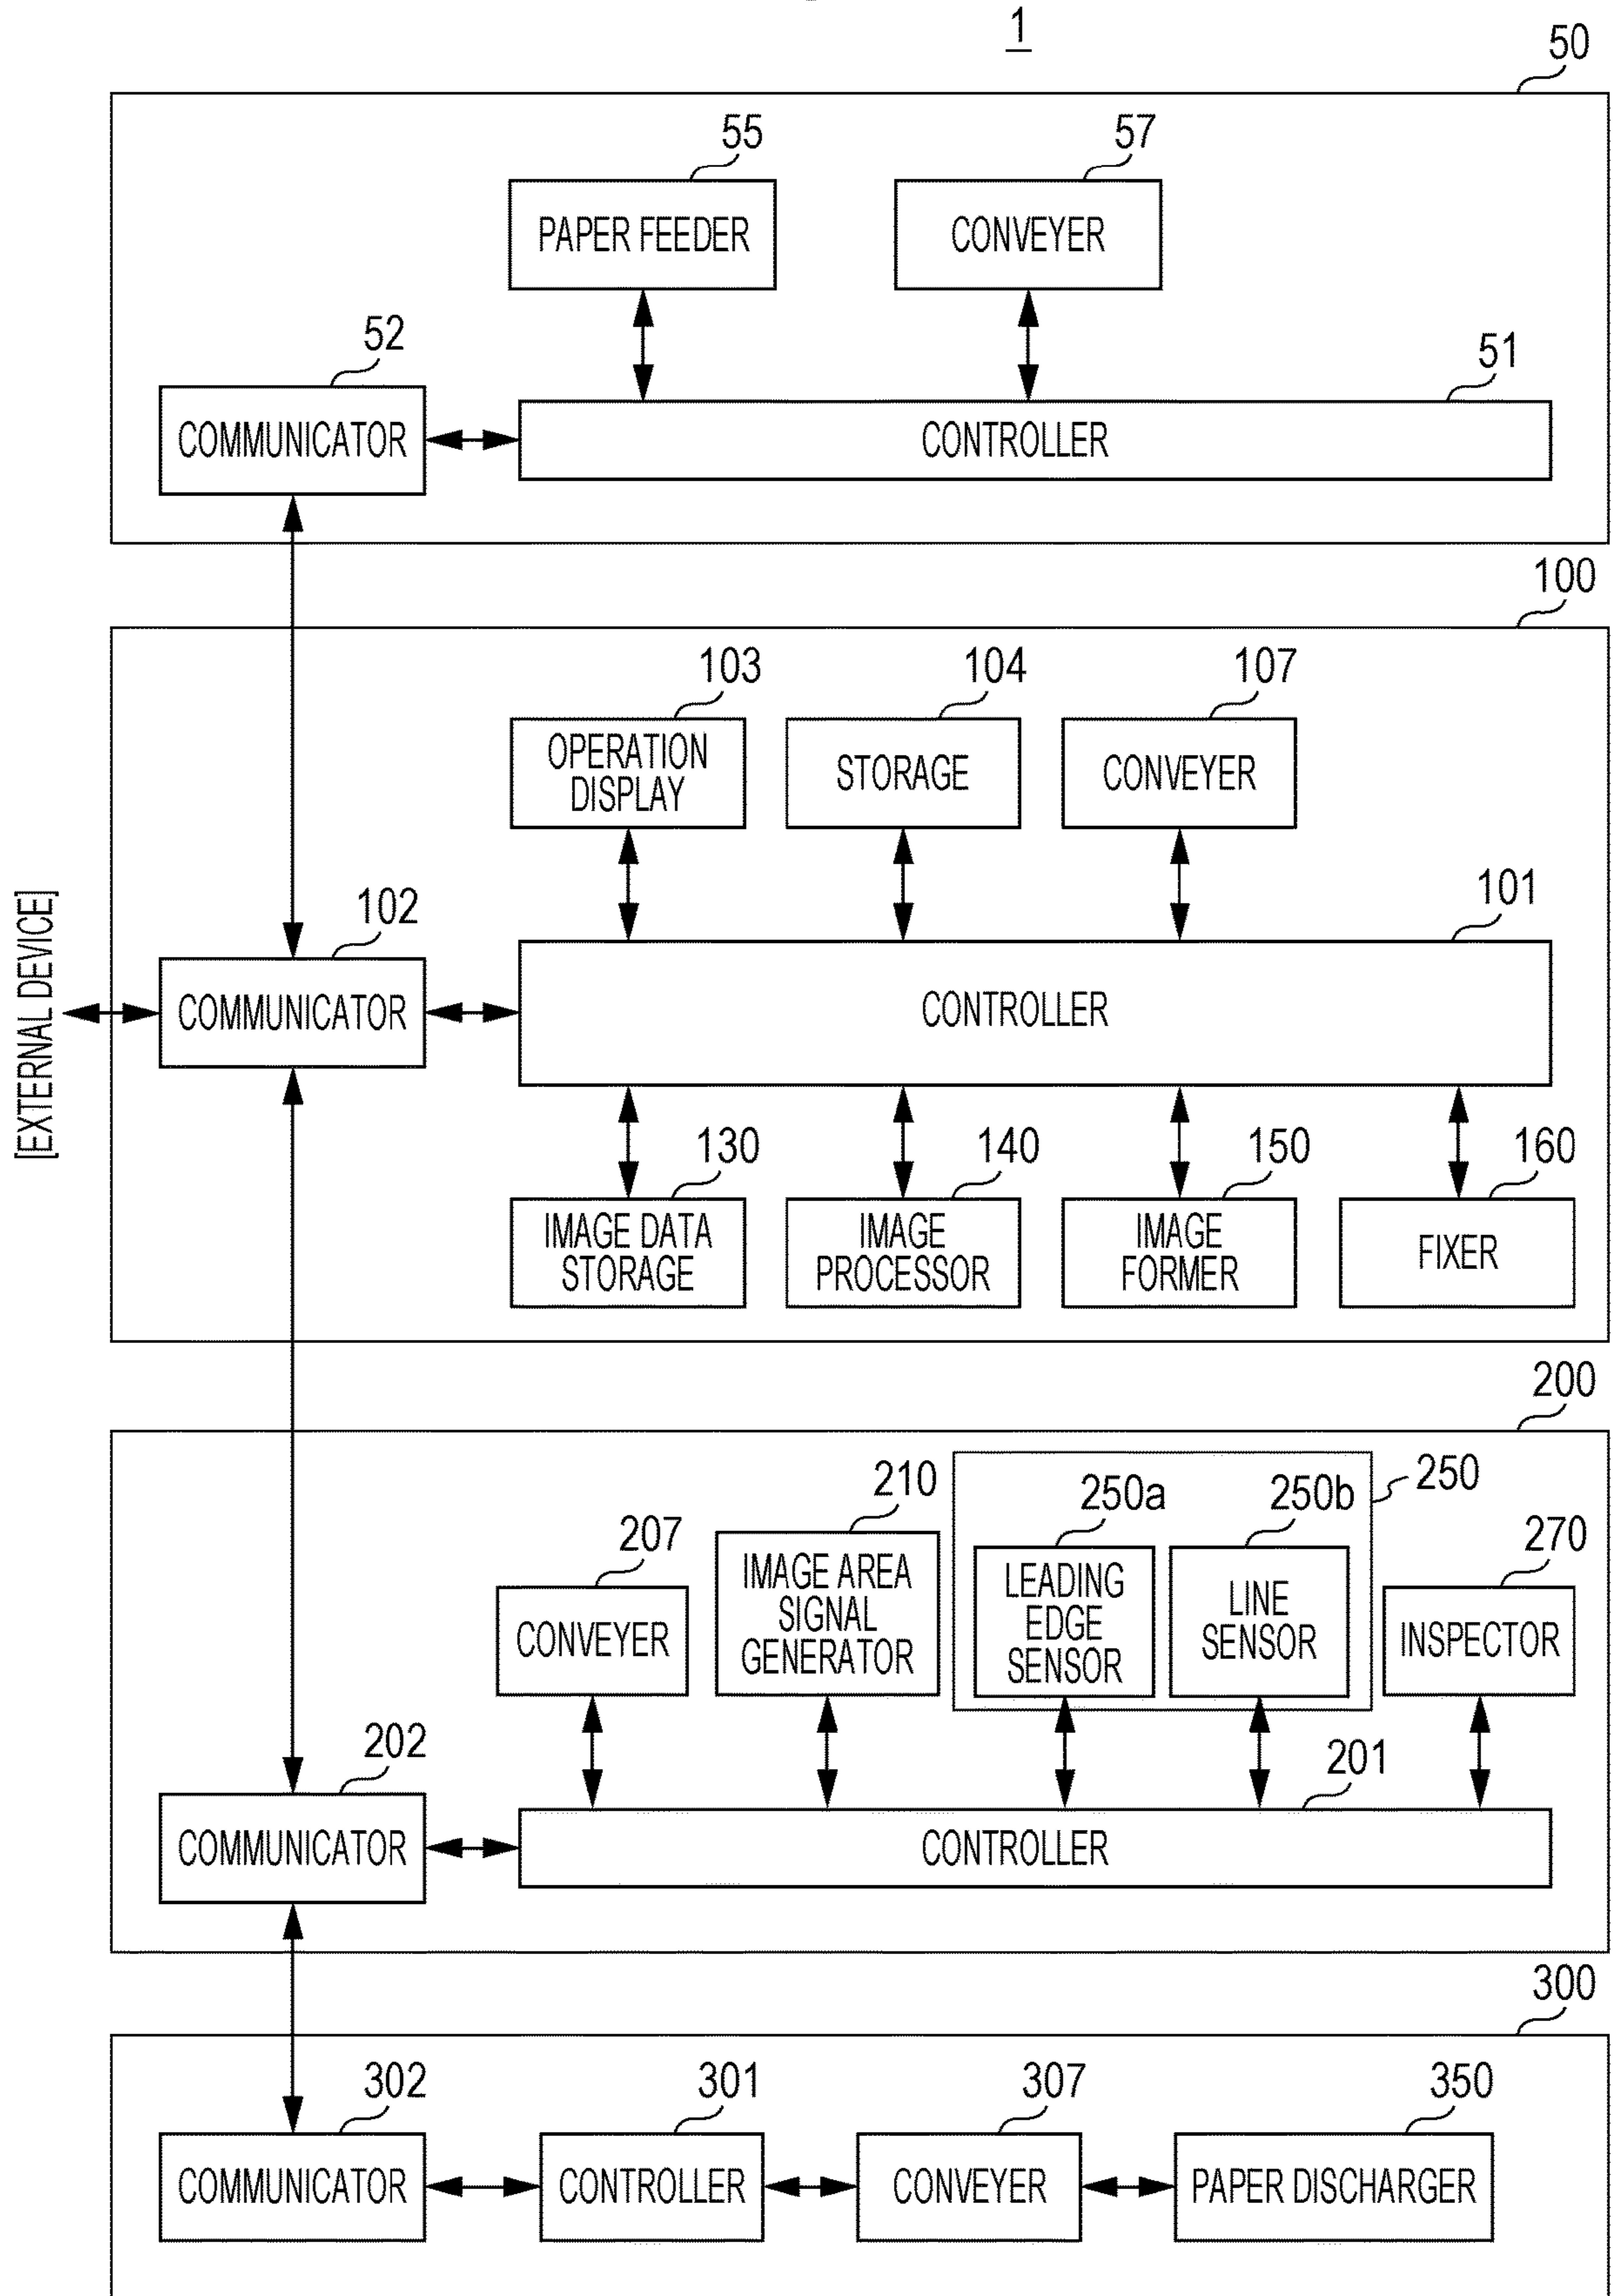 1
50
55
57
PAPER FEEDER
CONVEYER
52
51
COMMUNICATOR
CONTROLLER
100
103
104
107
OPERATION
DISPLAY
STORAGE
CONVEYER
102
101
[EXTERNAL DEVICE]
COMMUNICATOR
CONTROLLER
130
140
150
160
IMAGE DATA
STORAGE
IMAGE
PROCESSOR
IMAGE
FORMER
FIXER
200
250
207
210
250a
250b
270
CONVEYER
IMAGE AREA
SIGNAL
GENERATOR
LEADING
EDGE
SENSOR
LINE
SENSOR
INSPECTOR
202
201
COMMUNICATOR
CONTROLLER
300
302
301
307
350
COMMUNICATOR
CONTROLLER
CONVEYER
PAPER DISCHARGER